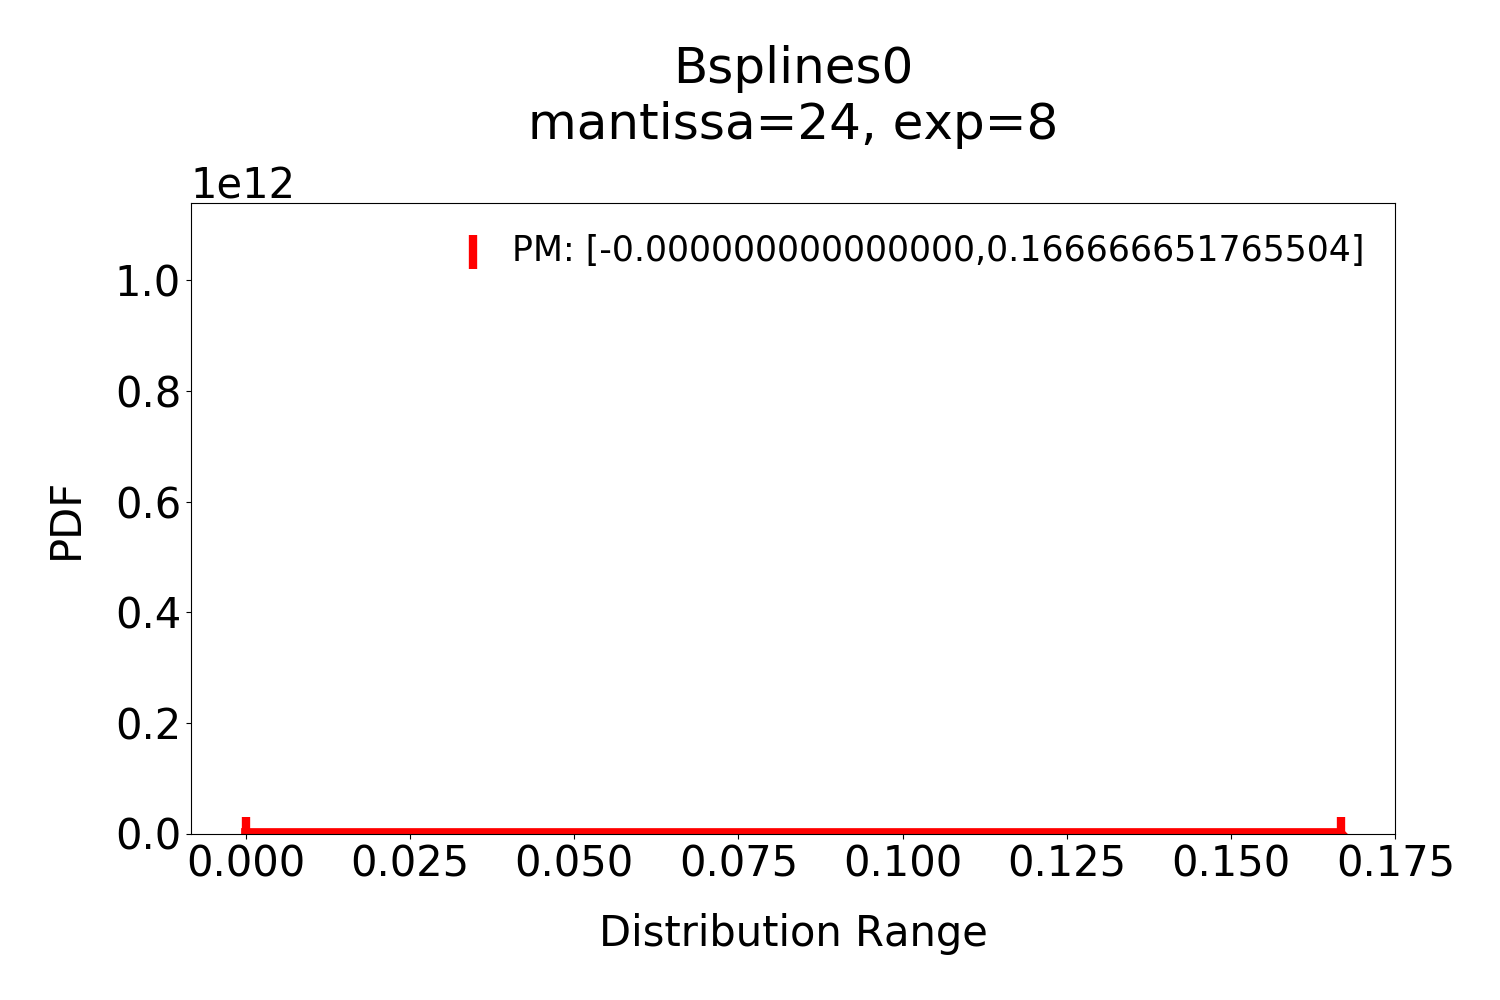 Bsplines0
mantissa=24, exp=8
1e12
PM: [-0.000000000000000,0.166666651765504]
1.0
0.8
0.6
0.4
0.2
0.0
PDF
0.000 0.025 0.050 0.075 0.100 0.125 0.150 0.175
Distribution Range